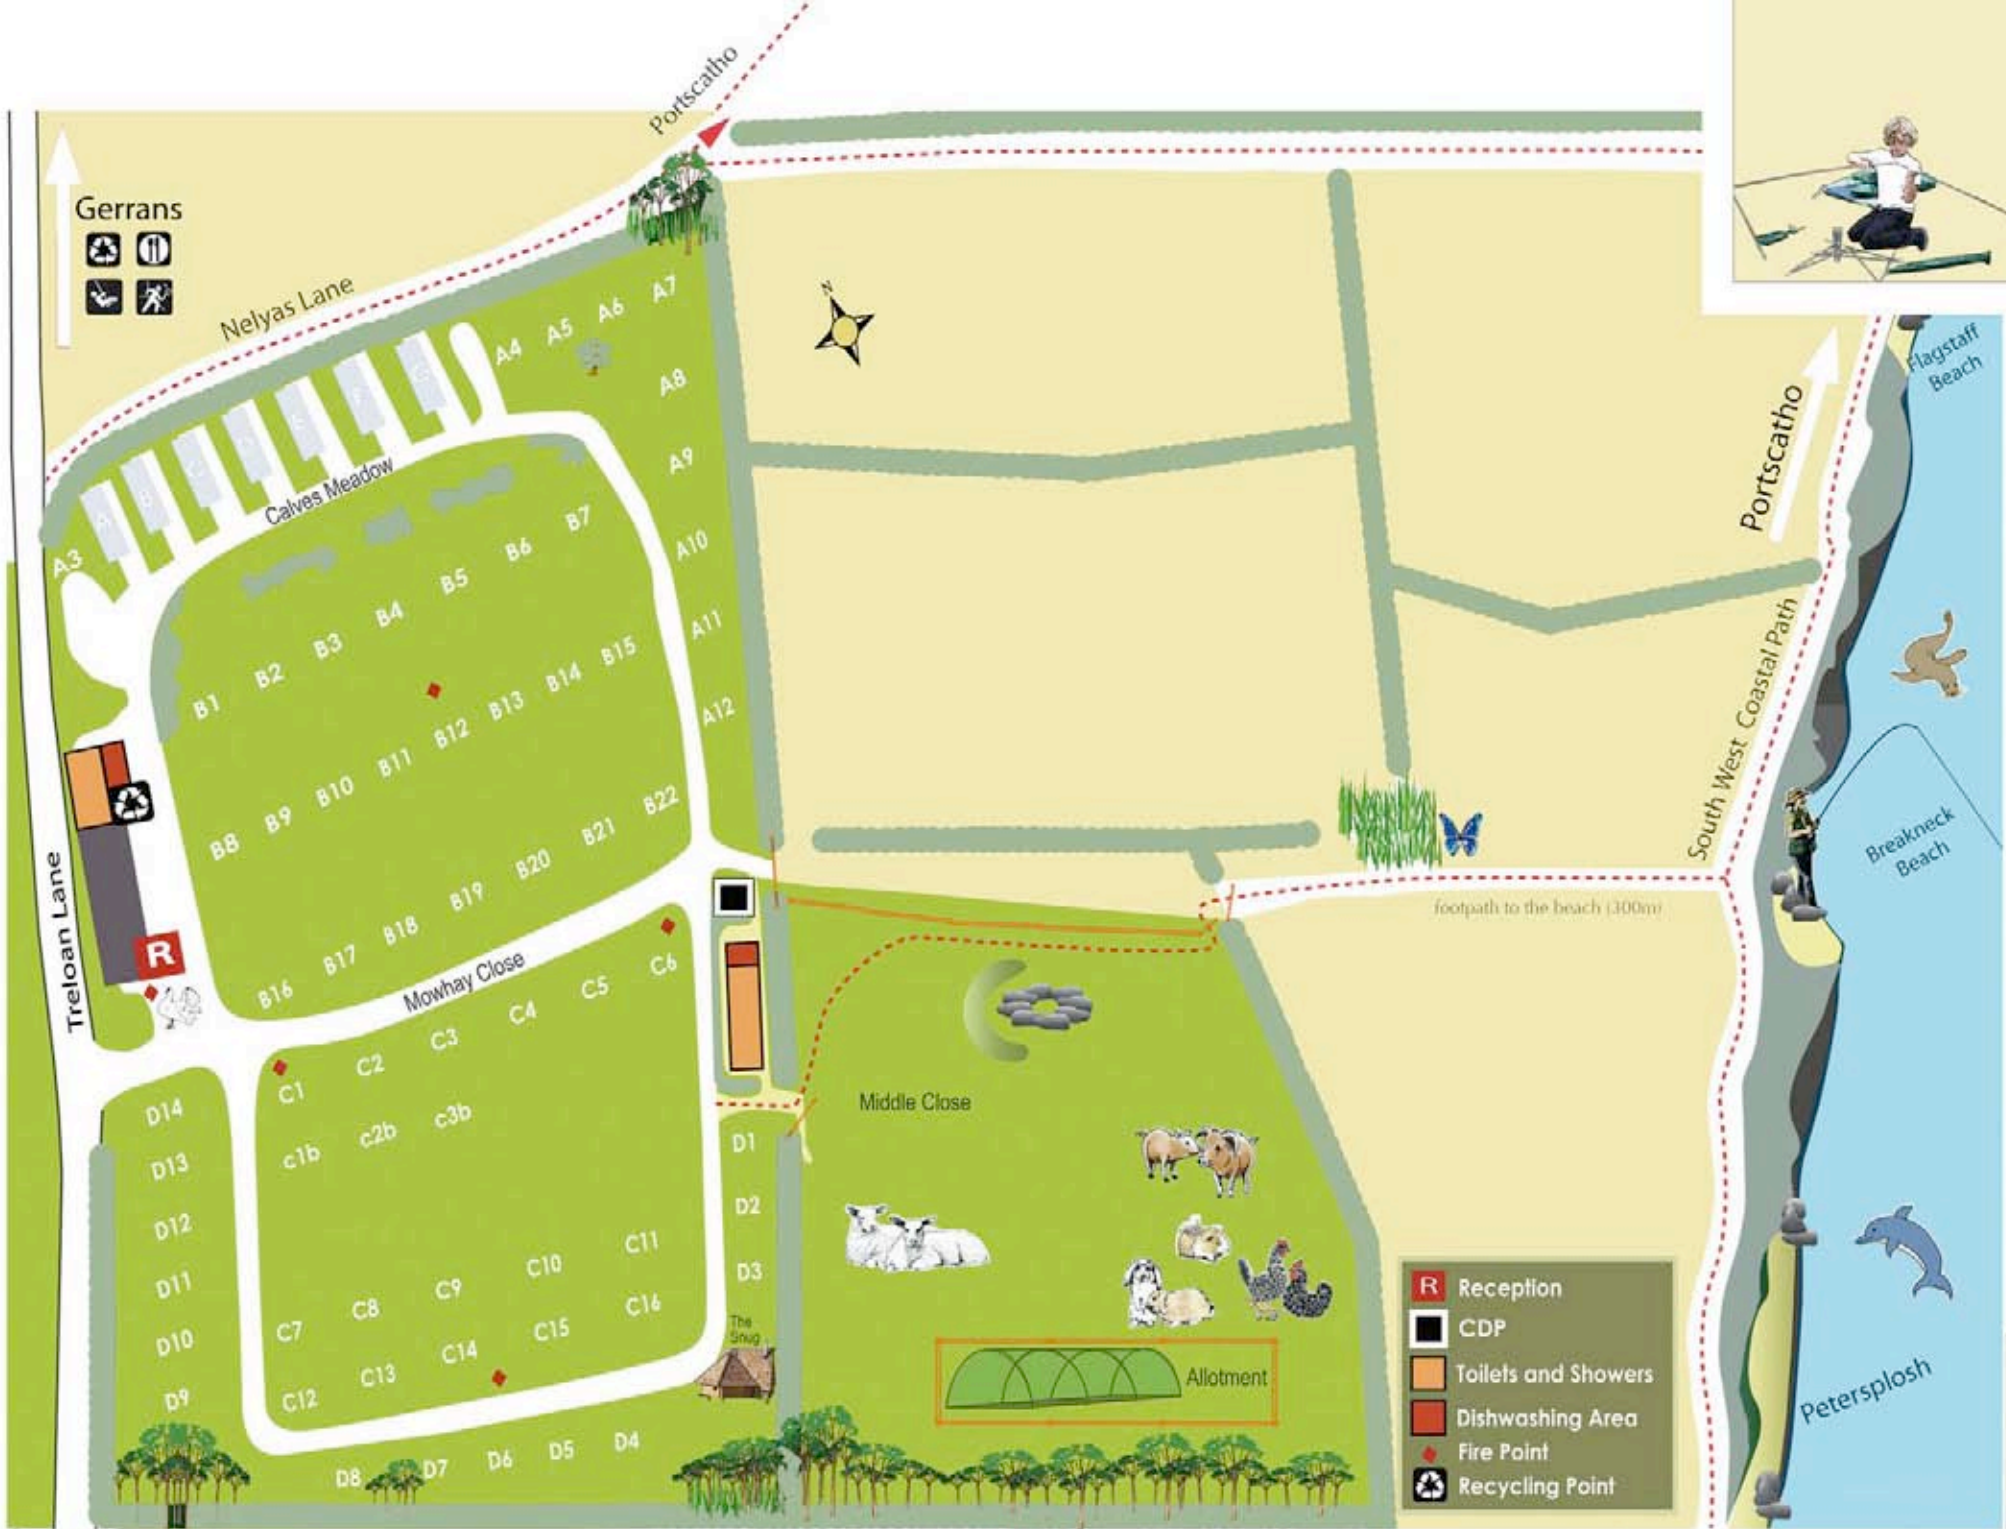 Portscatho
Gerrans
Nelyas Lane
N
A7
A6
A5
A4
A8
A9
A10
A11
A12
A3
Calves Meadow
B7
B6
B5
B4
B3
B2
B1
B15
B14
B13
B12
B11
B10
B9
B8
B22
B21
B20
B19
B18
B17
B16
R
Treloan Lane
Mowhay Close
C6
C5
C4
C3
C2
C1
c1b
c2b
c3b
C11
C10
C9
C8
C7
C16
C15
C14
C13
C12
D14
D13
D12
D11
D10
D9
D8
D7
D6
D5
D4
D1
D2
D3
The
Snug
Middle Close
Allotment
Flagstaff
Beach
Portscatho
South West Coastal Path
Breakneck
Beach
footpath to the beach (300m)
Petersplosh
R Reception
CDP
Toilets and Showers
Dishwashing Area
Fire Point
Recycling Point